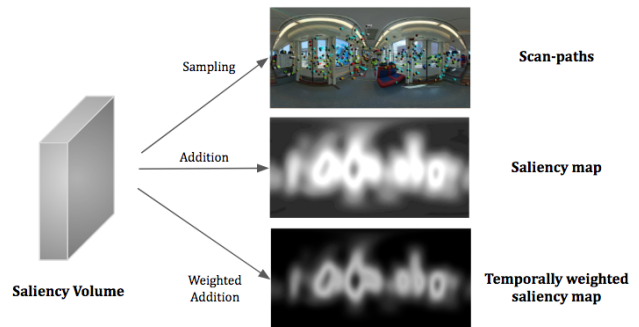 Sampling
Scan-paths
Addition
Saliency map
Saliency Volume
Weighted
Addition
Temporally weighted
saliency map